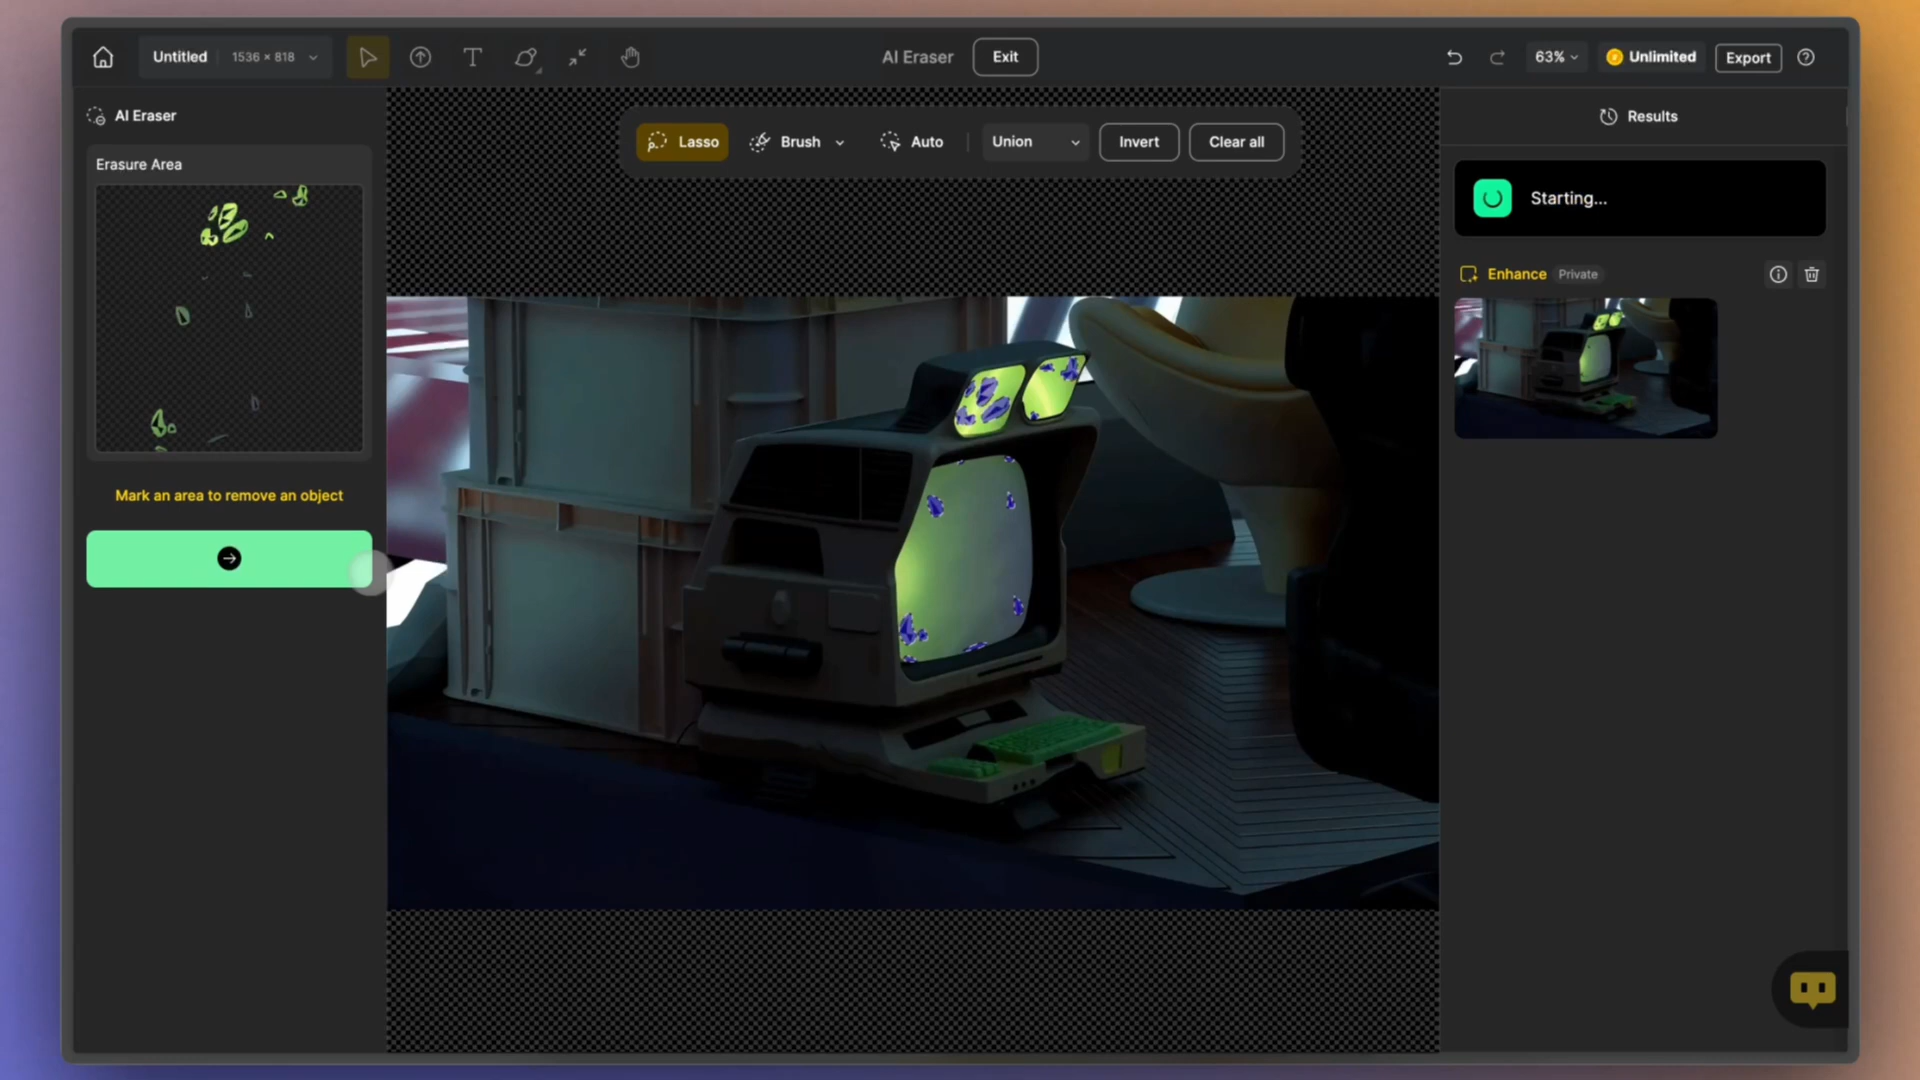 Untitled 1536 × 818
AI Eraser Exit
63% Unlimited Export
AI Eraser
Lasso Brush Auto Union Invert Clear all
Results
Erasure Area
Starting...
Enhance Private
Mark an area to remove an object